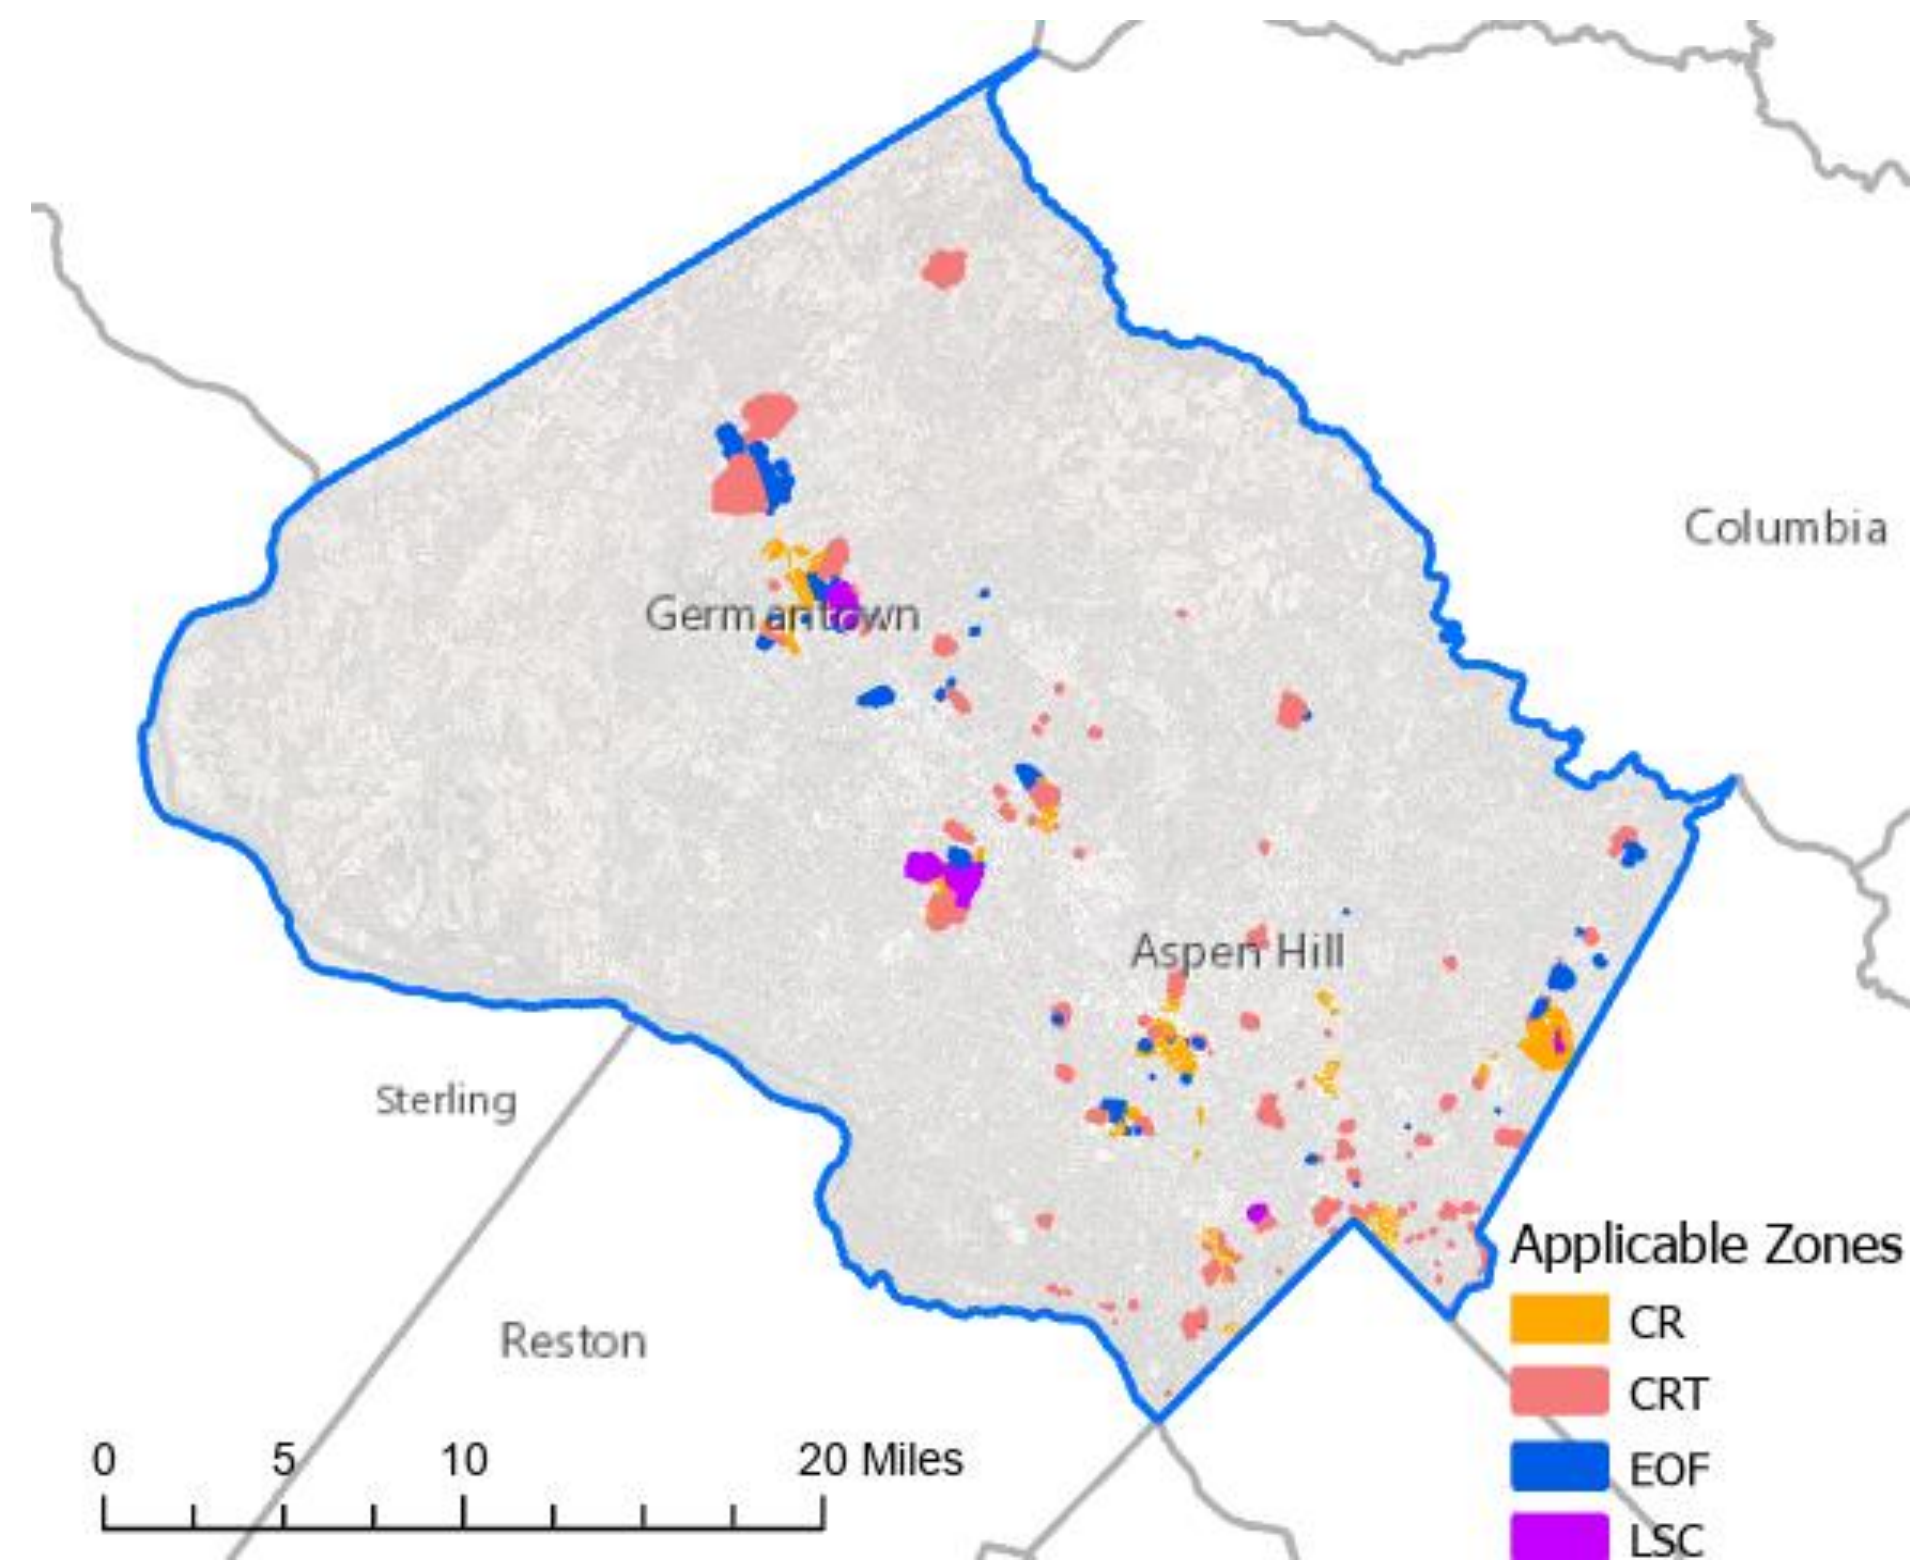 Columbia
Germantown
Aspen Hill
Sterling
Reston
Applicable Zones
CR
CRT
EOF
LSC
0 5 10 20 Miles